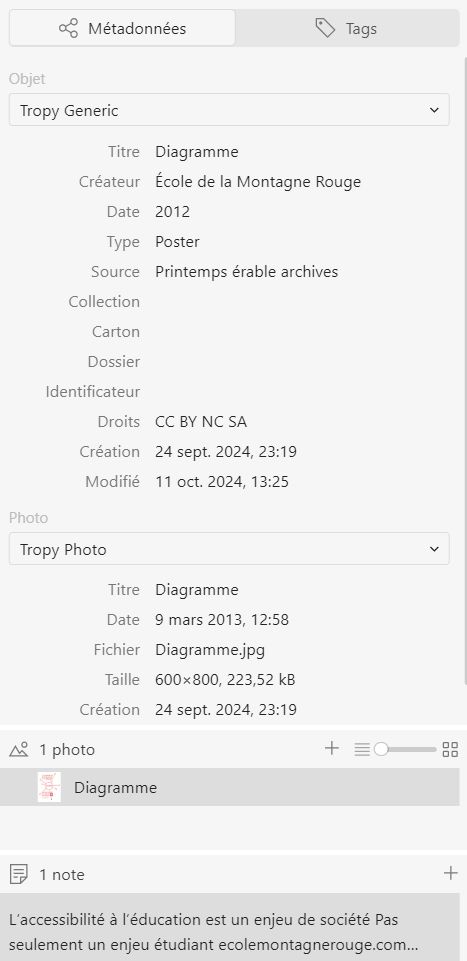 Métadonnées
Tags
Objet
Tropy Generic
Titre Diagramme
Créateur École de la Montagne Rouge
Date 2012
Type Poster
Source Printemps érable archives
Collection
Carton
Dossier
Identificateur
Droits CC BY NC SA
Création 24 sept. 2024, 23:19
Modifié 11 oct. 2024, 13:25
Photo
Tropy Photo
Titre Diagramme
Date 9 mars 2013, 12:58
Fichier Diagramme.jpg
Taille 600×800, 223,52 kB
Création 24 sept. 2024, 23:19
1 photo
Diagramme
1 note
L’accessibilité à l’éducation est un enjeu de société Pas
seulement un enjeu étudiant ecolemontagnerouge.com...